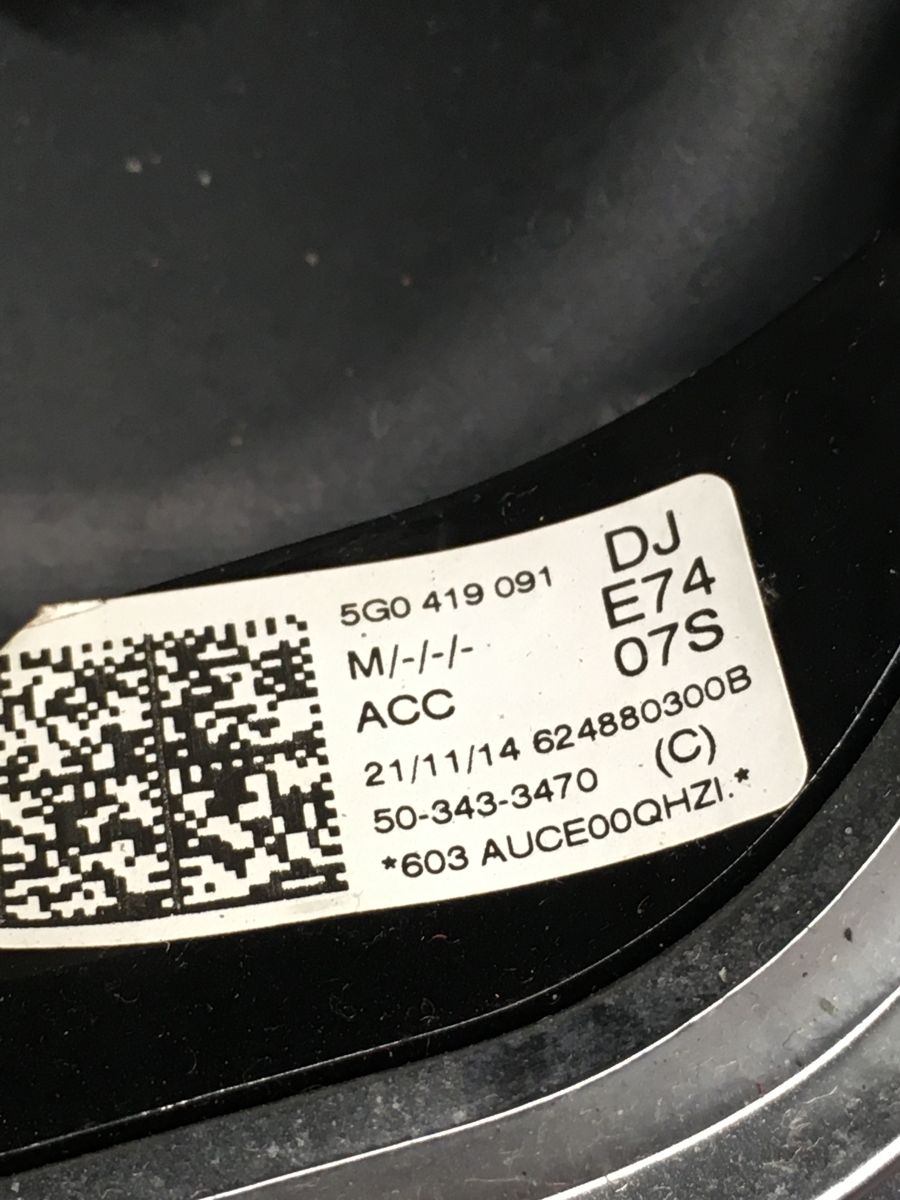 5G0 419 091
DJ
E74
07S
M/-/-/-
ACC
21/11/14 624880300B
50-343-3470 (C)
*603 AUCE00QHZI.*